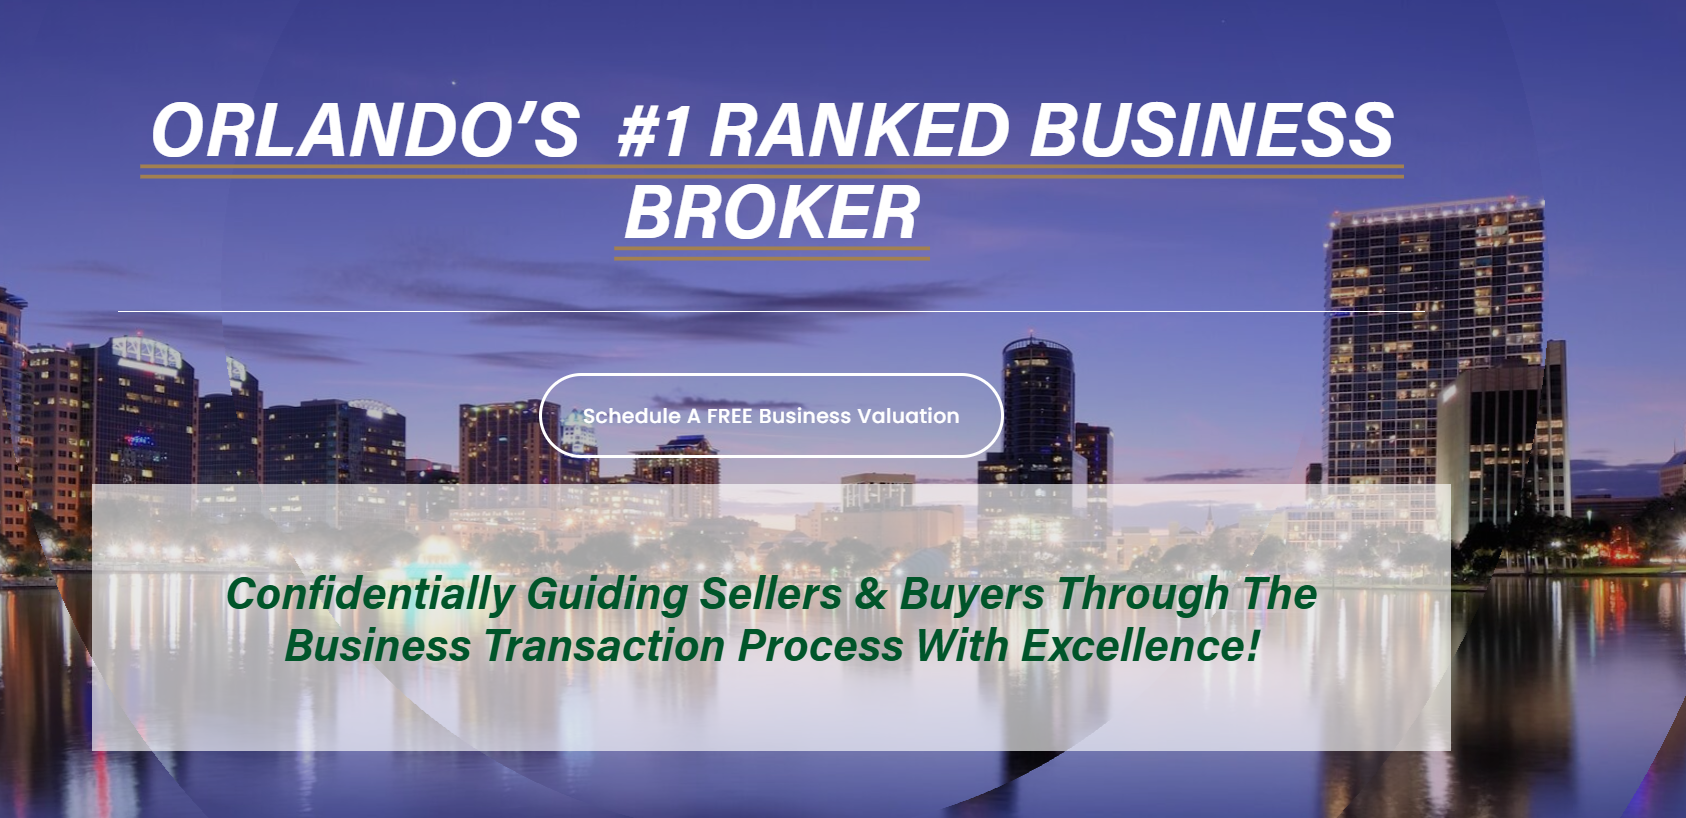 ORLANDO’S #1 RANKED BUSINESS
BROKER
Schedule A FREE Business Valuation
Confidentially Guiding Sellers & Buyers Through The
Business Transaction Process With Excellence!